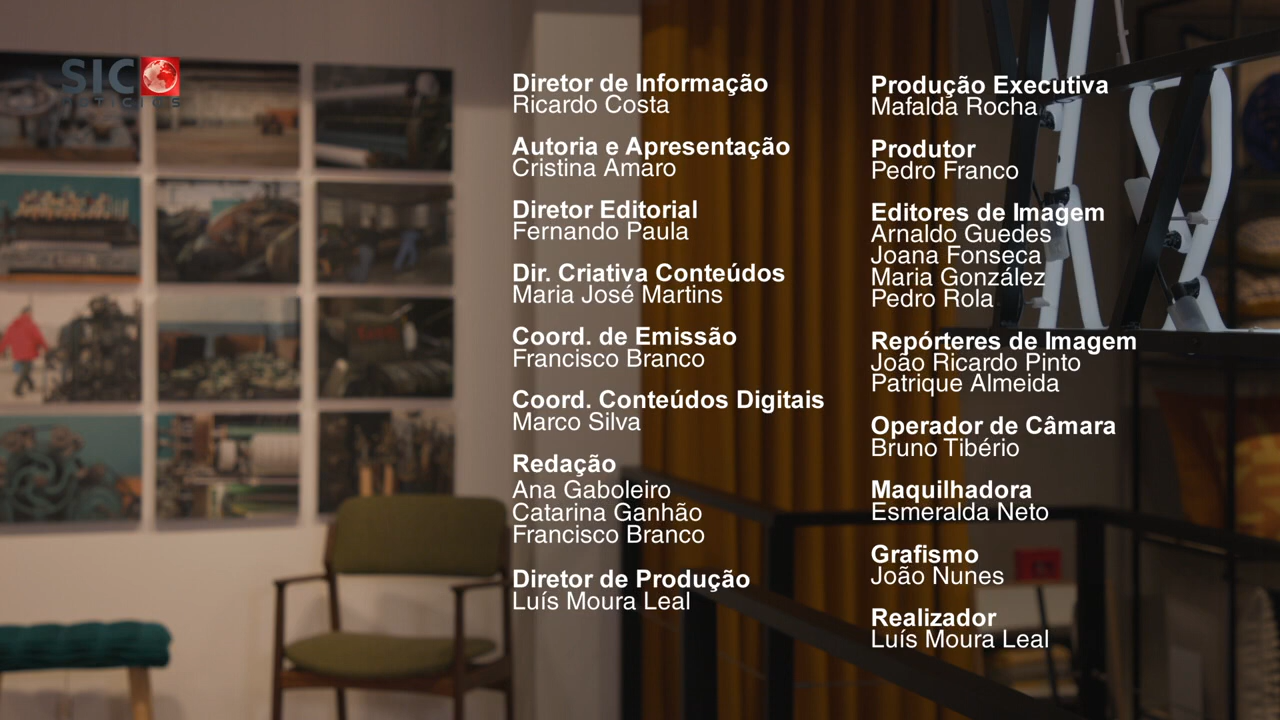 SIC
NOTÍCIAS
Diretor de Informação
Ricardo Costa
Autoria e Apresentação
Cristina Amaro
Diretor Editorial
Fernando Paula
Dir. Criativa Conteúdos
Maria José Martins
Coord. de Emissão
Francisco Branco
Coord. Conteúdos Digitais
Marco Silva
Redação
Ana Gaboleiro
Catarina Ganhão
Francisco Branco
Diretor de Produção
Luís Moura Leal
Produção Executiva
Mafalda Rocha
Produtor
Pedro Franco
Editores de Imagem
Arnaldo Guedes
Joana Fonseca
Maria González
Pedro Rola
Repórteres de Imagem
João Ricardo Pinto
Patrique Almeida
Operador de Câmara
Bruno Tibério
Maquilhadora
Esmeralda Neto
Grafismo
João Nunes
Realizador
Luís Moura Leal